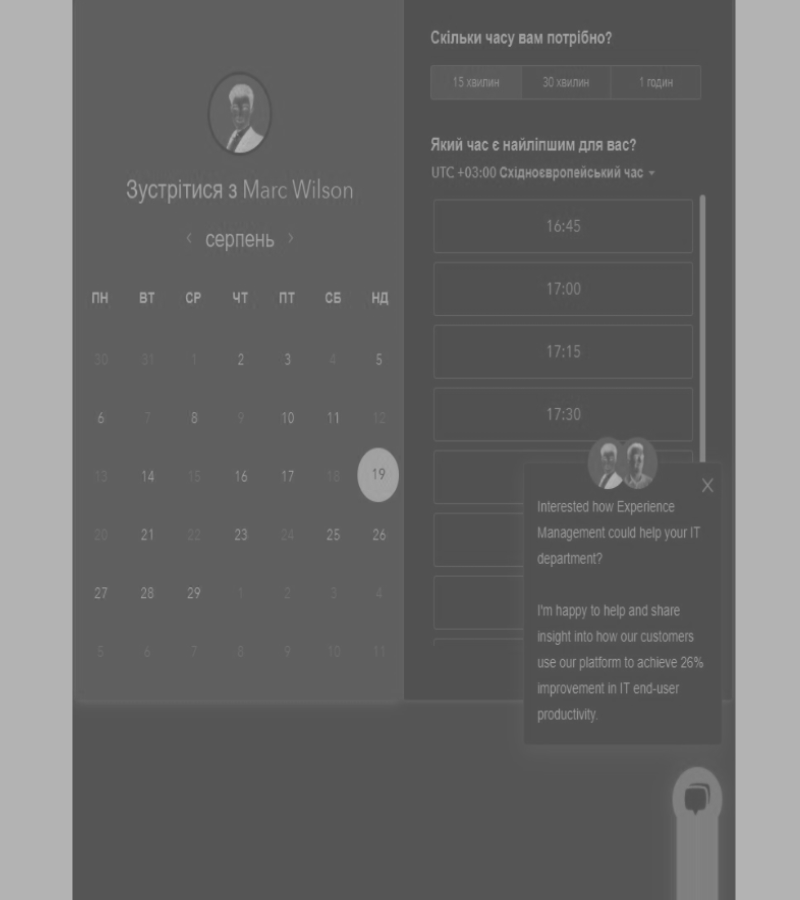 Зустрітися з Marc Wilson
серпень
ПН ВТ СР ЧТ ПТ СБ НД
30 31 1 2 3 4 5
6 7 8 9 10 11 12
13 14 15 16 17 18 19
20 21 22 23 24 25 26
27 28 29 1 2 3 4
5 6 7 8 9 10 11
Скільки часу вам потрібно?
15 хвилин 30 хвилин 1 годин
Який час є найліпшим для вас?
UTC +03:00 Східноєвропейський час
16:45
17:00
17:15
17:30
Interested how Experience
Management could help your IT
department?
I'm happy to help and share
insight into how our customers
use our platform to achieve 26%
improvement in IT end-user
productivity.